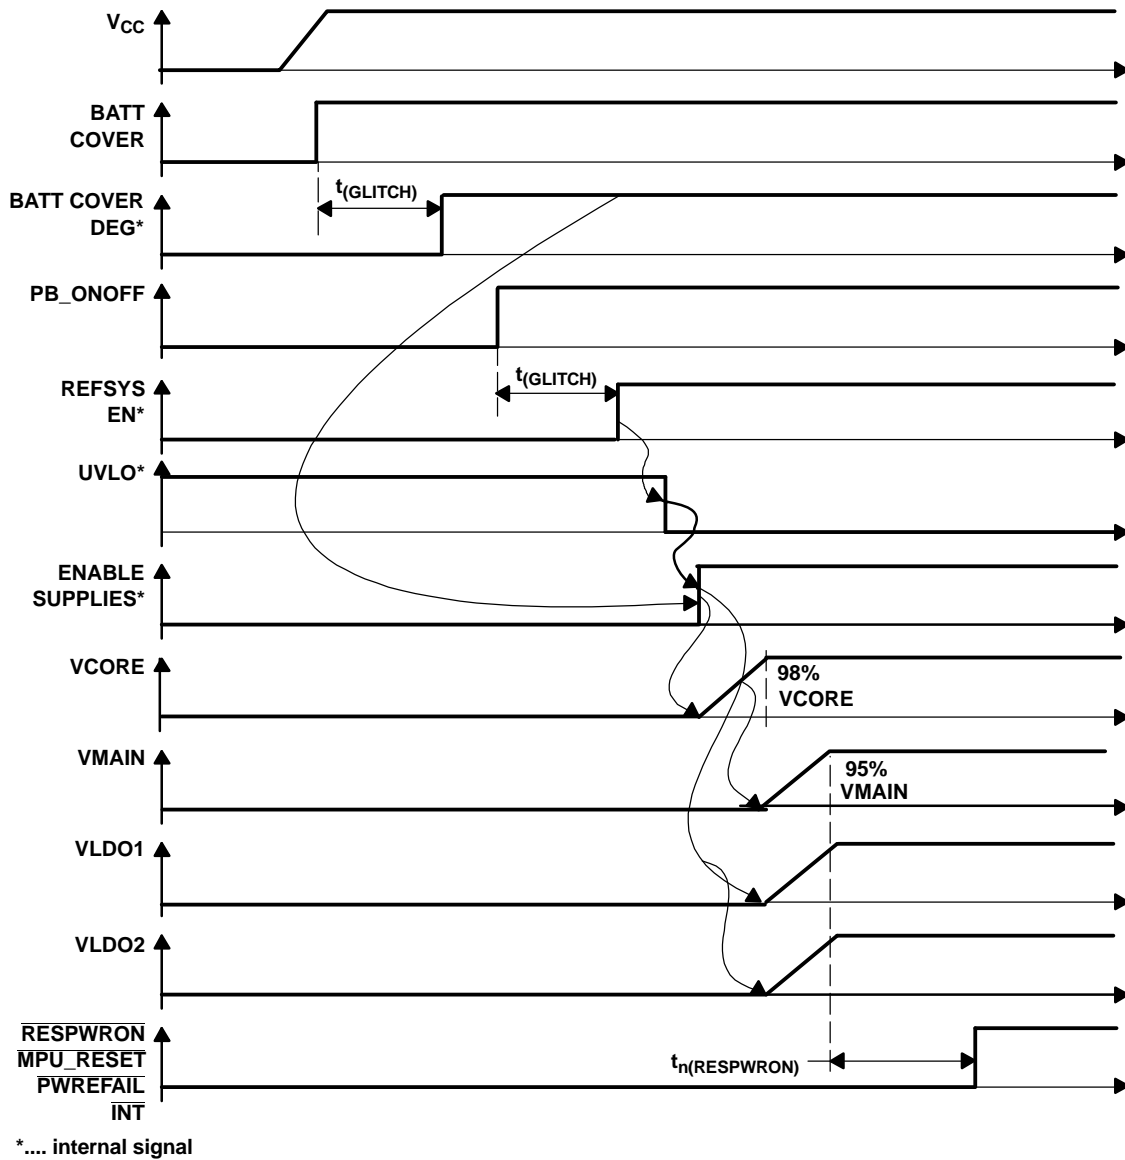 VCC
BATT
COVER
t(GLITCH)
BATT COVER
DEG*
PB_ONOFF
t(GLITCH)
REFSYS
EN*
UVLO*
ENABLE
SUPPLIES*
VCORE
98%
VCORE
VMAIN
95%
VMAIN
VLDO1
VLDO2
RESPWRON
MPU_RESET
tn(RESPWRON)
PWREFAIL
INT
*.... internal signal